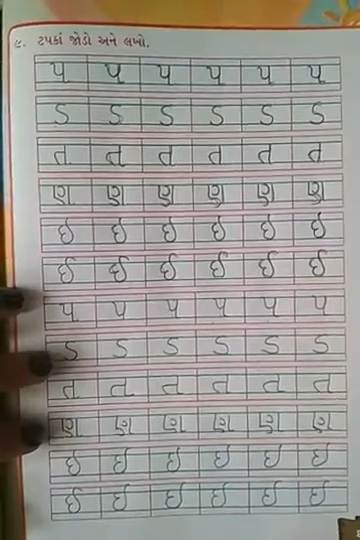 ૯. ટપકાં જોડો અને લખો.
પ પ પ પ પ પ
ડ ડ ડ ડ ડ ડ
ત ત ત ત ત ત
ણ ણ ણ ણ ણ ણ
ઇ ઇ ઇ ઇ ઇ ઇ
ઈ ઈ ઈ ઈ ઈ ઈ
પ પ પ પ પ પ
ડ ડ ડ ડ ડ ડ
ત ત ત ત ત ત
ણ ણ ણ ણ ણ ણ
ઇ ઇ ઇ ઇ ઇ ઇ
ઈ ઈ ઈ ઈ ઈ ઈ